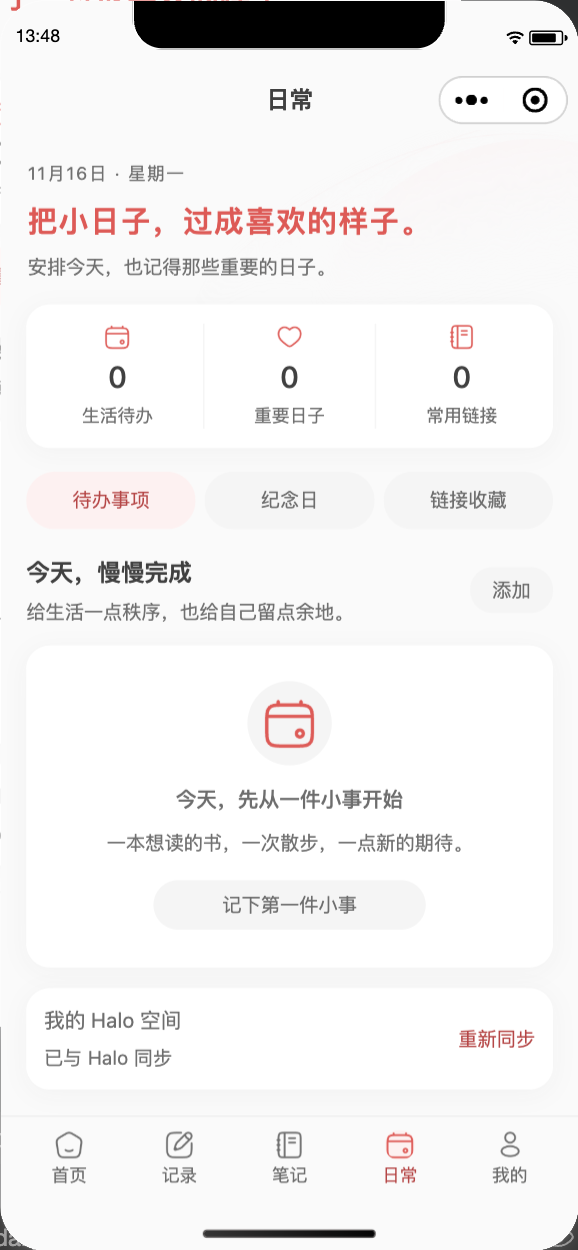 13:48
日常
11月16日 · 星期一
把小日子，过成喜欢的样子。
安排今天，也记得那些重要的日子。
0
0
0
生活待办
重要日子
常用链接
待办事项
纪念日
链接收藏
今天，慢慢完成
添加
给生活一点秩序，也给自己留点余地。
今天，先从一件小事开始
一本想读的书，一次散步，一点新的期待。
记下第一件小事
我的 Halo 空间
重新同步
已与 Halo 同步
首页
记录
笔记
日常
我的